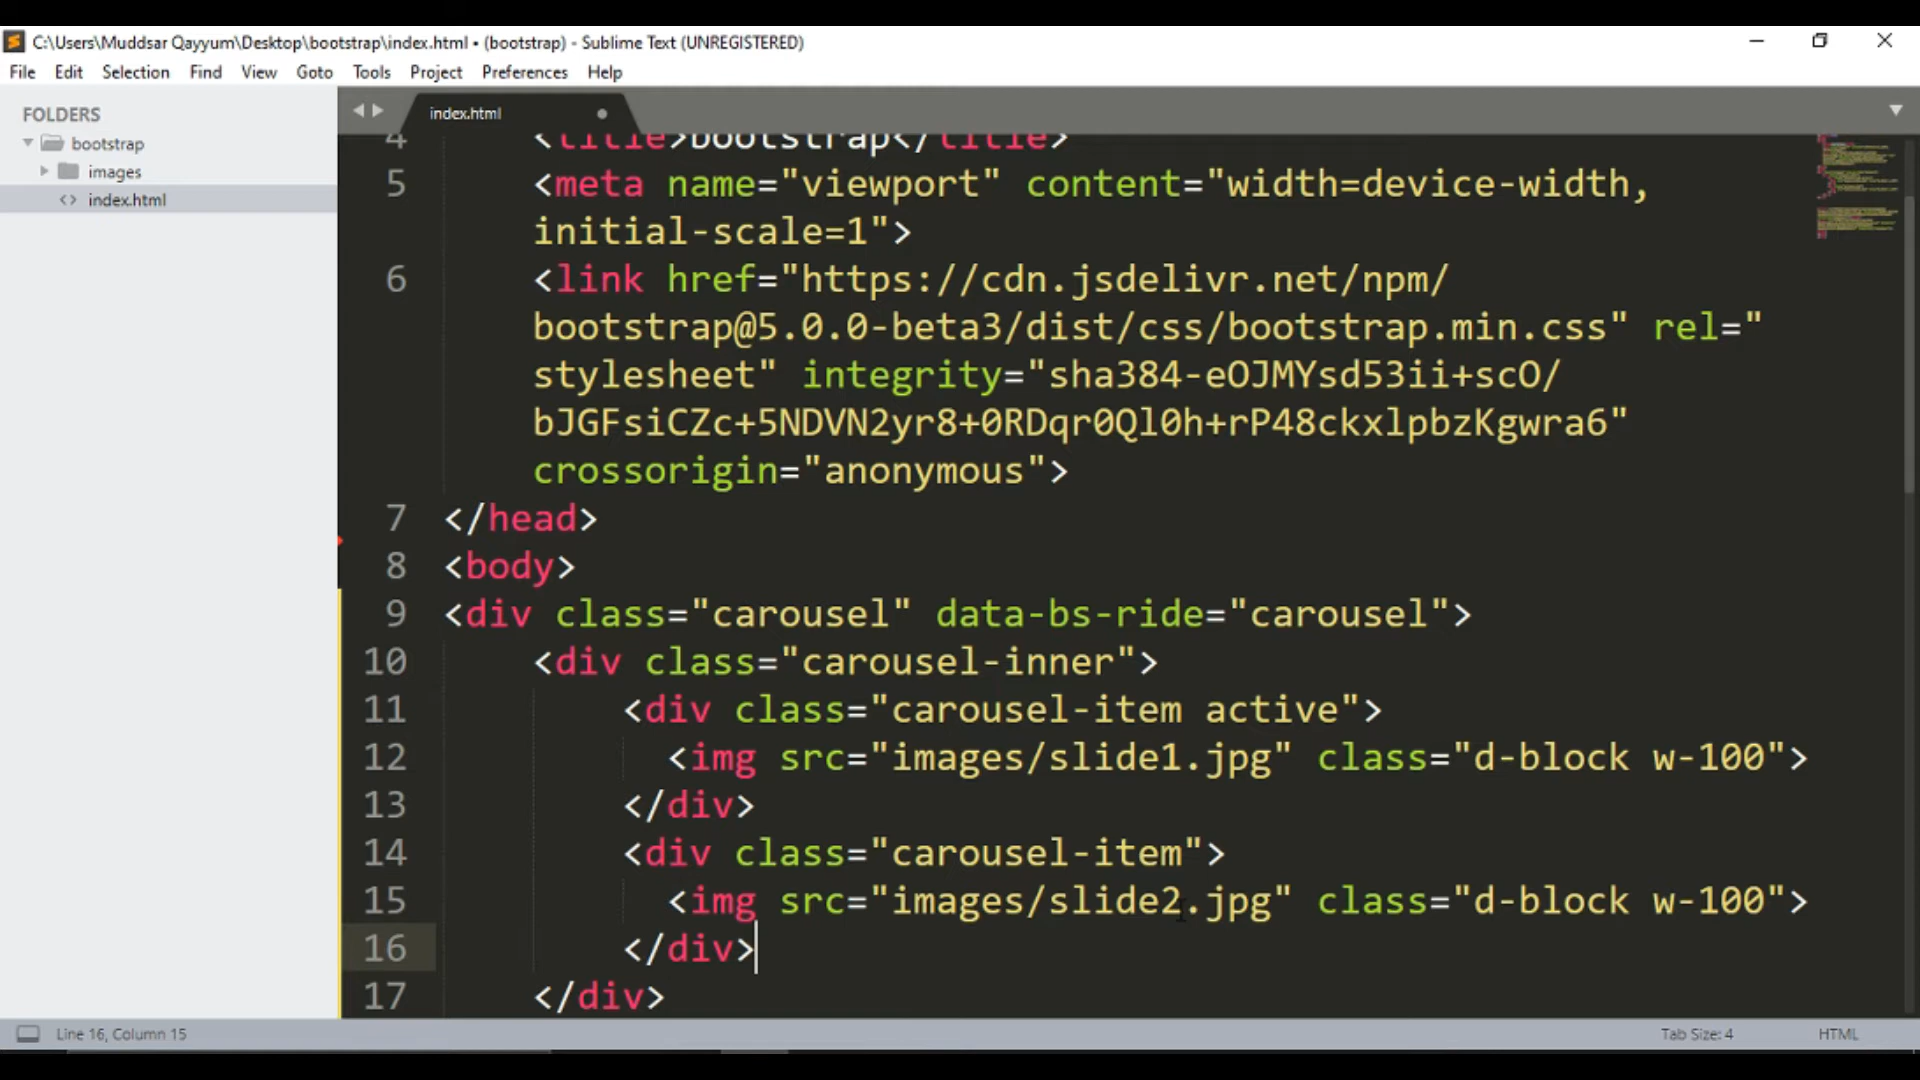 C:\Users\Muddsar Qayyum\Desktop\bootstrap\index.html • (bootstrap) - Sublime Text (UNREGISTERED)
File Edit Selection Find View Goto Tools Project Preferences Help
FOLDERS
bootstrap
images
<> index.html
index.html
4 <title>bootstrap</title>
5 <meta name="viewport" content="width=device-width,
initial-scale=1">
6 <link href="https://cdn.jsdelivr.net/npm/
bootstrap@5.0.0-beta3/dist/css/bootstrap.min.css" rel="
stylesheet" integrity="sha384-eOJMYsd53ii+scO/
bJGFsiCZc+5NDVN2yr8+0RDqr0Ql0h+rP48ckxlpbzKgwra6"
crossorigin="anonymous">
7 </head>
8 <body>
9 <div class="carousel" data-bs-ride="carousel">
10 <div class="carousel-inner">
11 <div class="carousel-item active">
12 <img src="images/slide1.jpg" class="d-block w-100">
13 </div>
14 <div class="carousel-item">
15 <img src="images/slide2.jpg" class="d-block w-100">
16 </div>
17 </div>
Line 16, Column 15
Tab Size: 4
HTML